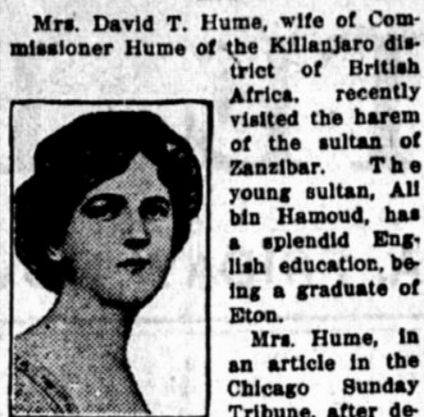 Mrs. David T. Hume, wife of Com-
missioner Hume of the Killanjaro dis-
trict of British
Africa, recently
visited the harem
of the sultan of
Zanzibar. The
young sultan, Ali
bin Hamoud, has
a splendid Eng-
lish education, be-
ing a graduate of
Eton.
Mrs. Hume, in
an article in the
Chicago Sunday
Tribune, after de-